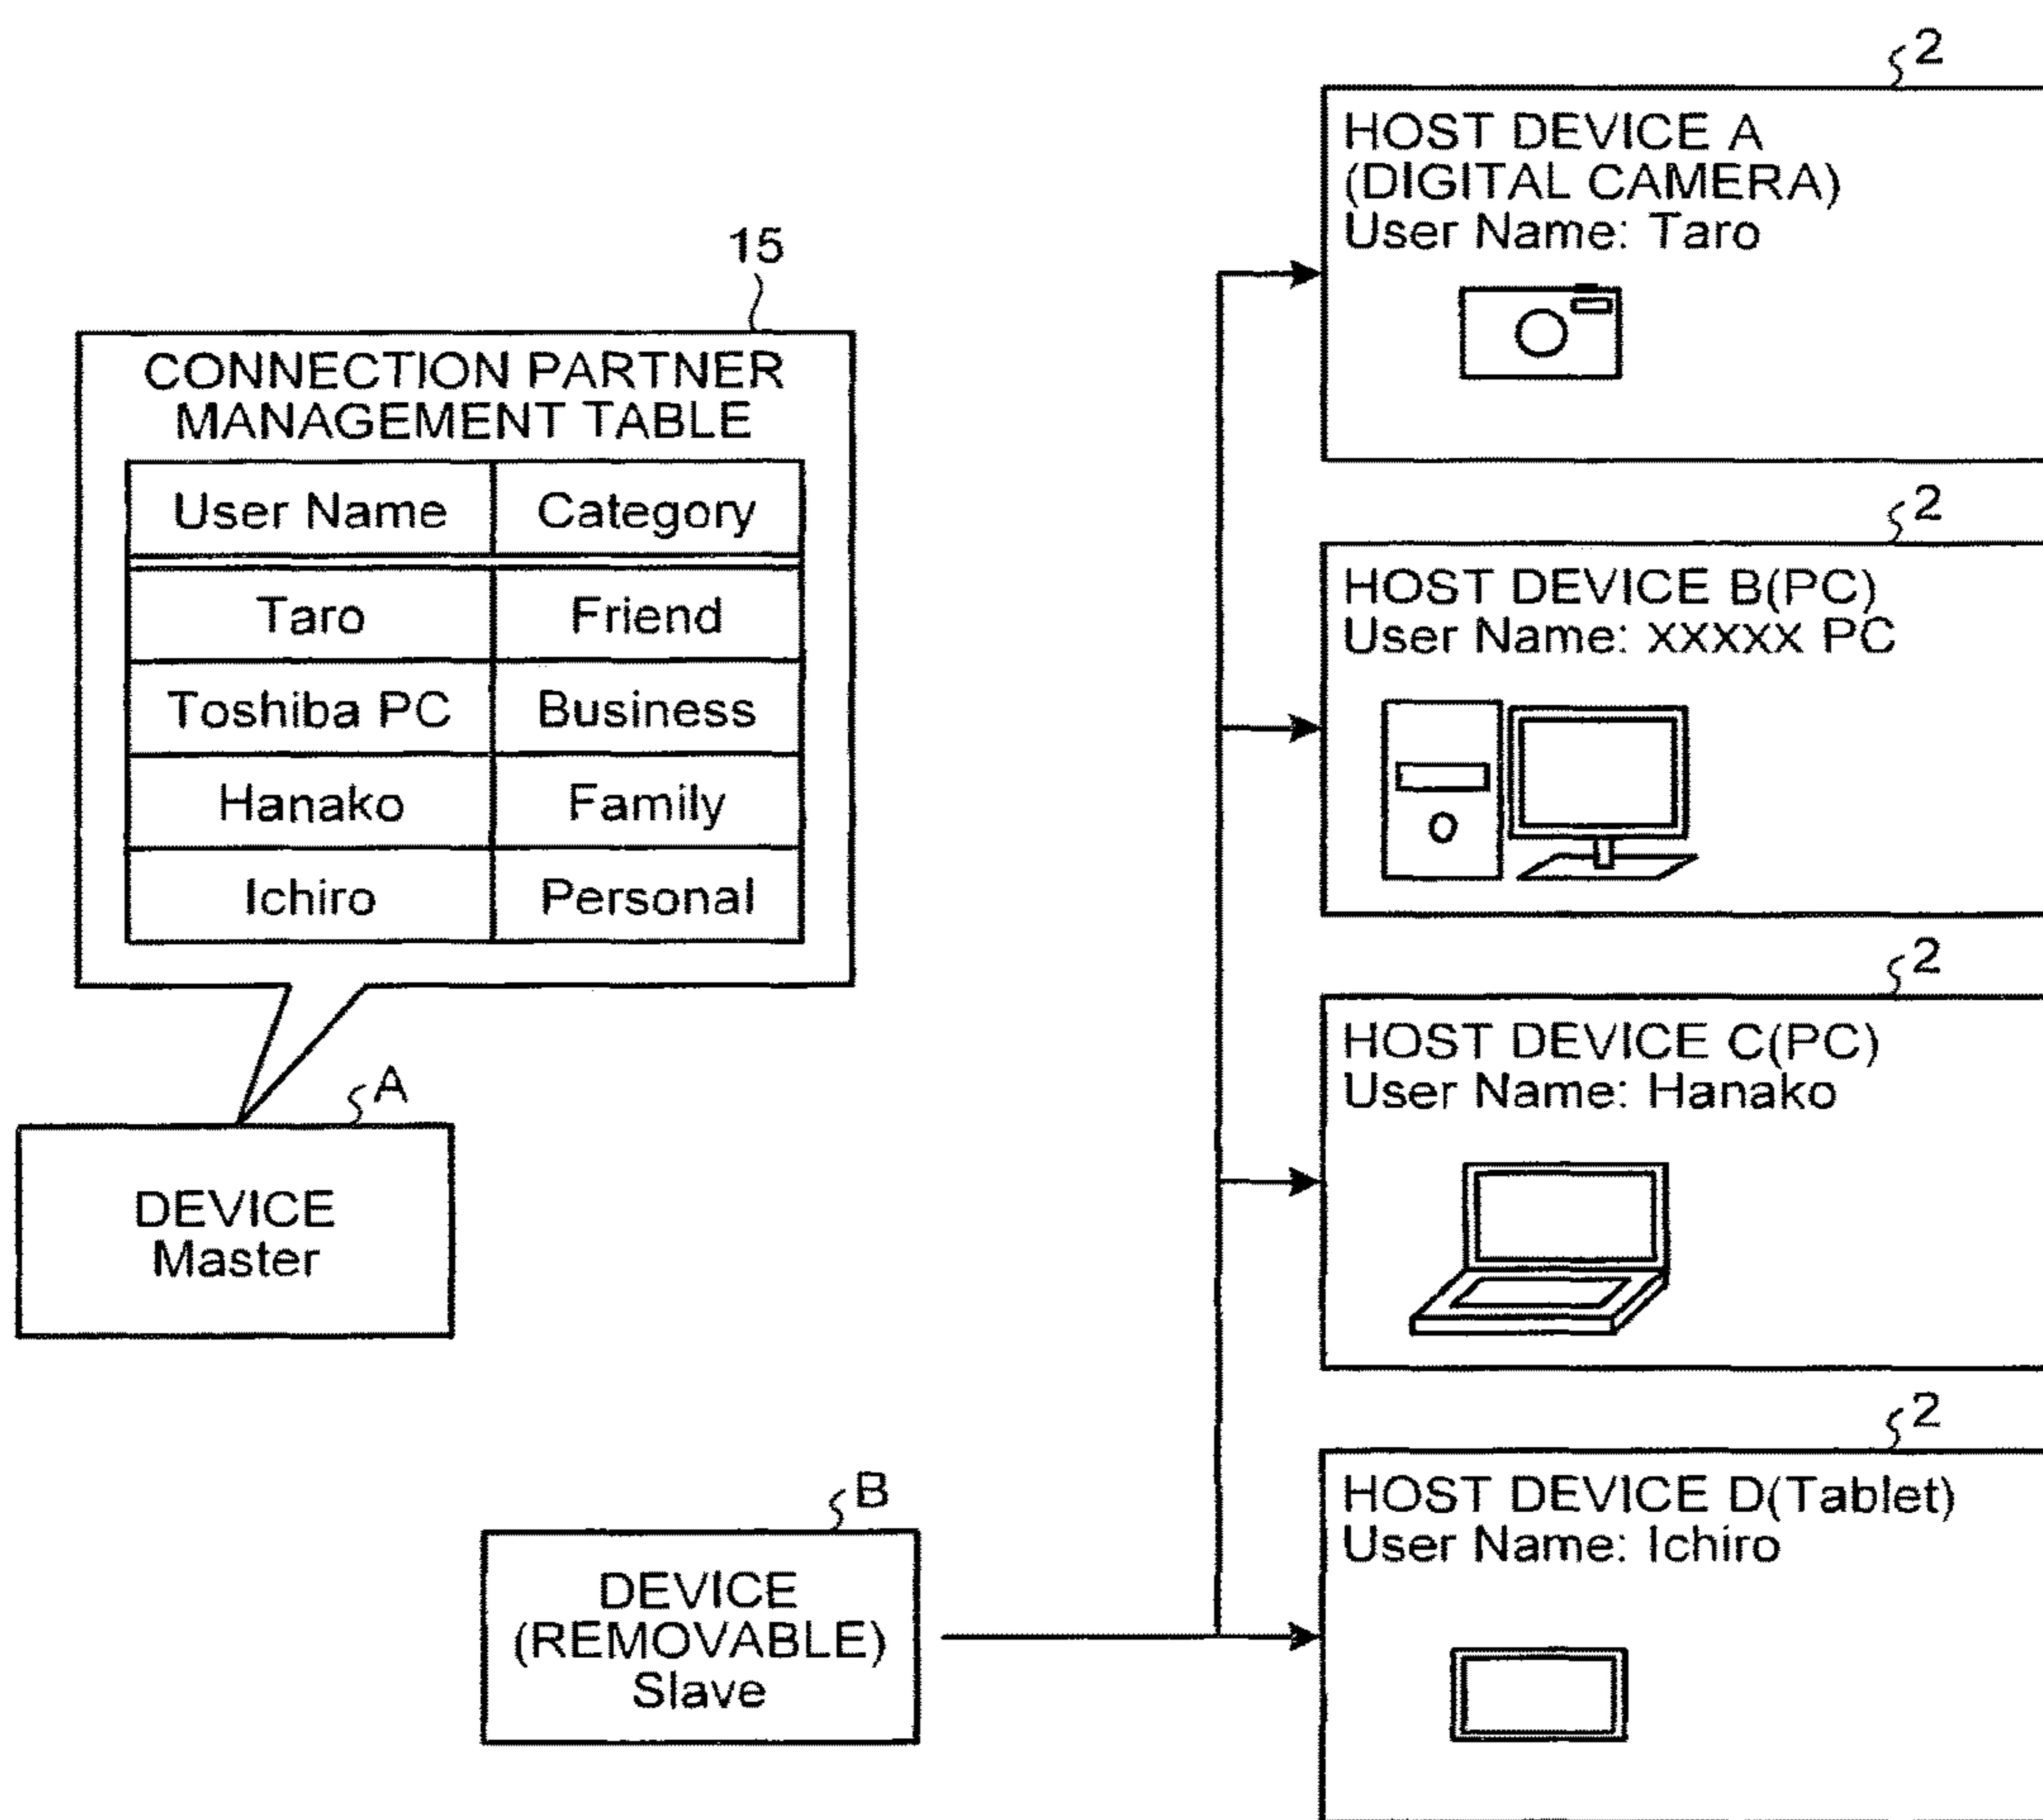 15
CONNECTION PARTNER
MANAGEMENT TABLE
User Name Category
Taro Friend
Toshiba PC Business
Hanako Family
Ichiro Personal
A
DEVICE
Master
B
DEVICE
(REMOVABLE)
Slave
2
HOST DEVICE A
(DIGITAL CAMERA)
User Name: Taro
2
HOST DEVICE B(PC)
User Name: XXXXX PC
2
HOST DEVICE C(PC)
User Name: Hanako
2
HOST DEVICE D(Tablet)
User Name: Ichiro